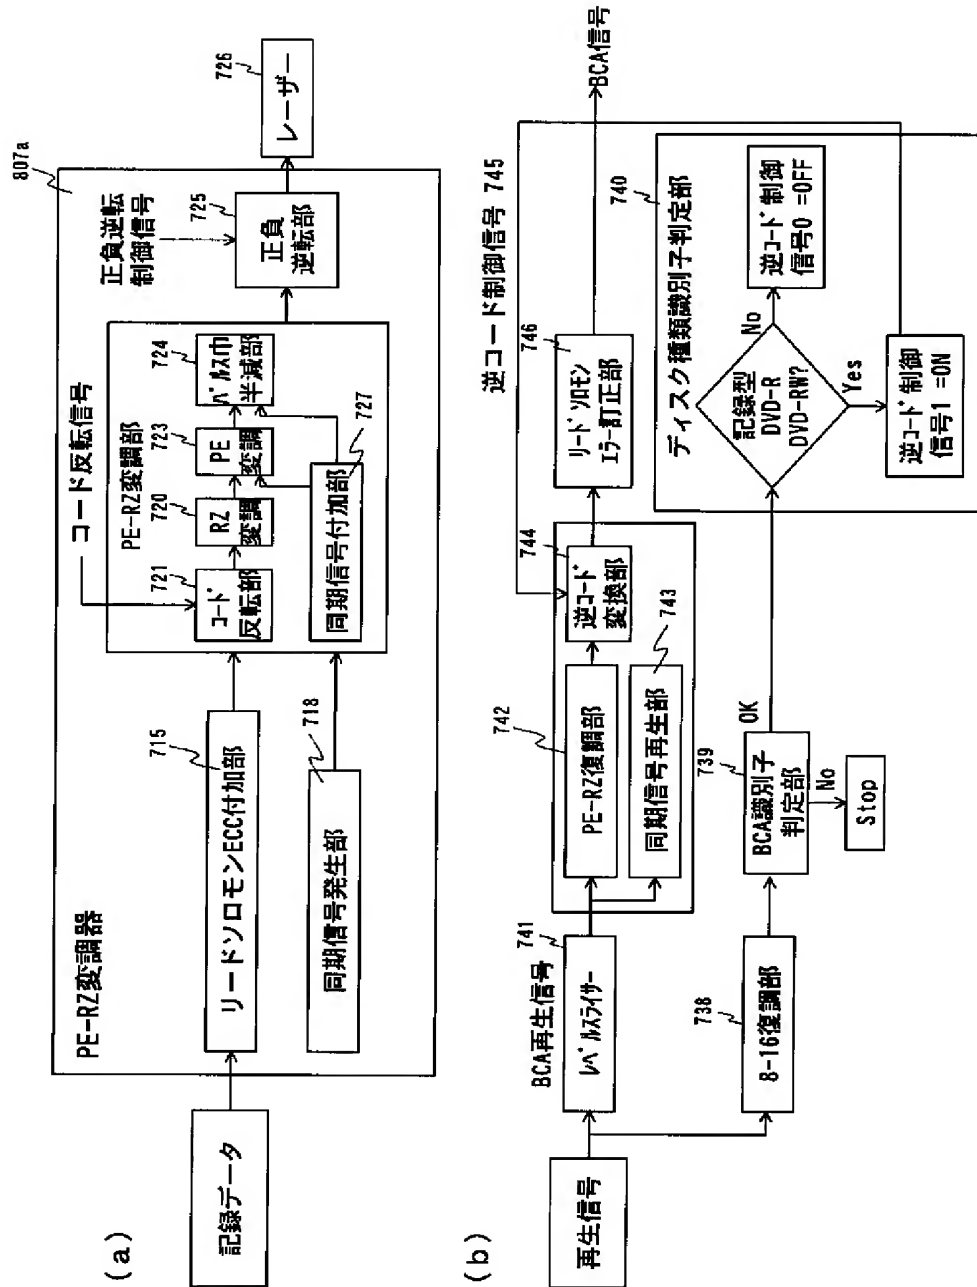 (a)
記録データ
PE-RZ変調器
807a
715
リードソロモンECC付加部
718
同期信号発生部
コード反転信号
PE-RZ変調部
721
コード
反転部
720
RZ
変調
723
PE
変調
724
パルス巾
半減部
727
同期信号付加部
正負逆転
制御信号
725
正負
逆転部
726
レーザー
(b)
再生信号
BCA再生信号
741
レベルスライサー
738
8-16復調部
742
PE-RZ復調部
743
同期信号再生部
744
逆コード
変換部
739
BCA識別子
判定部
OK
No
Stop
逆コード制御信号 745
746
リードソロモン
エラー訂正部
BCA信号
740
ディスク種類識別子判定部
記録型
DVD-R
DVD-RW?
No
逆コード制御
信号0 =OFF
Yes
逆コード制御
信号1 =ON